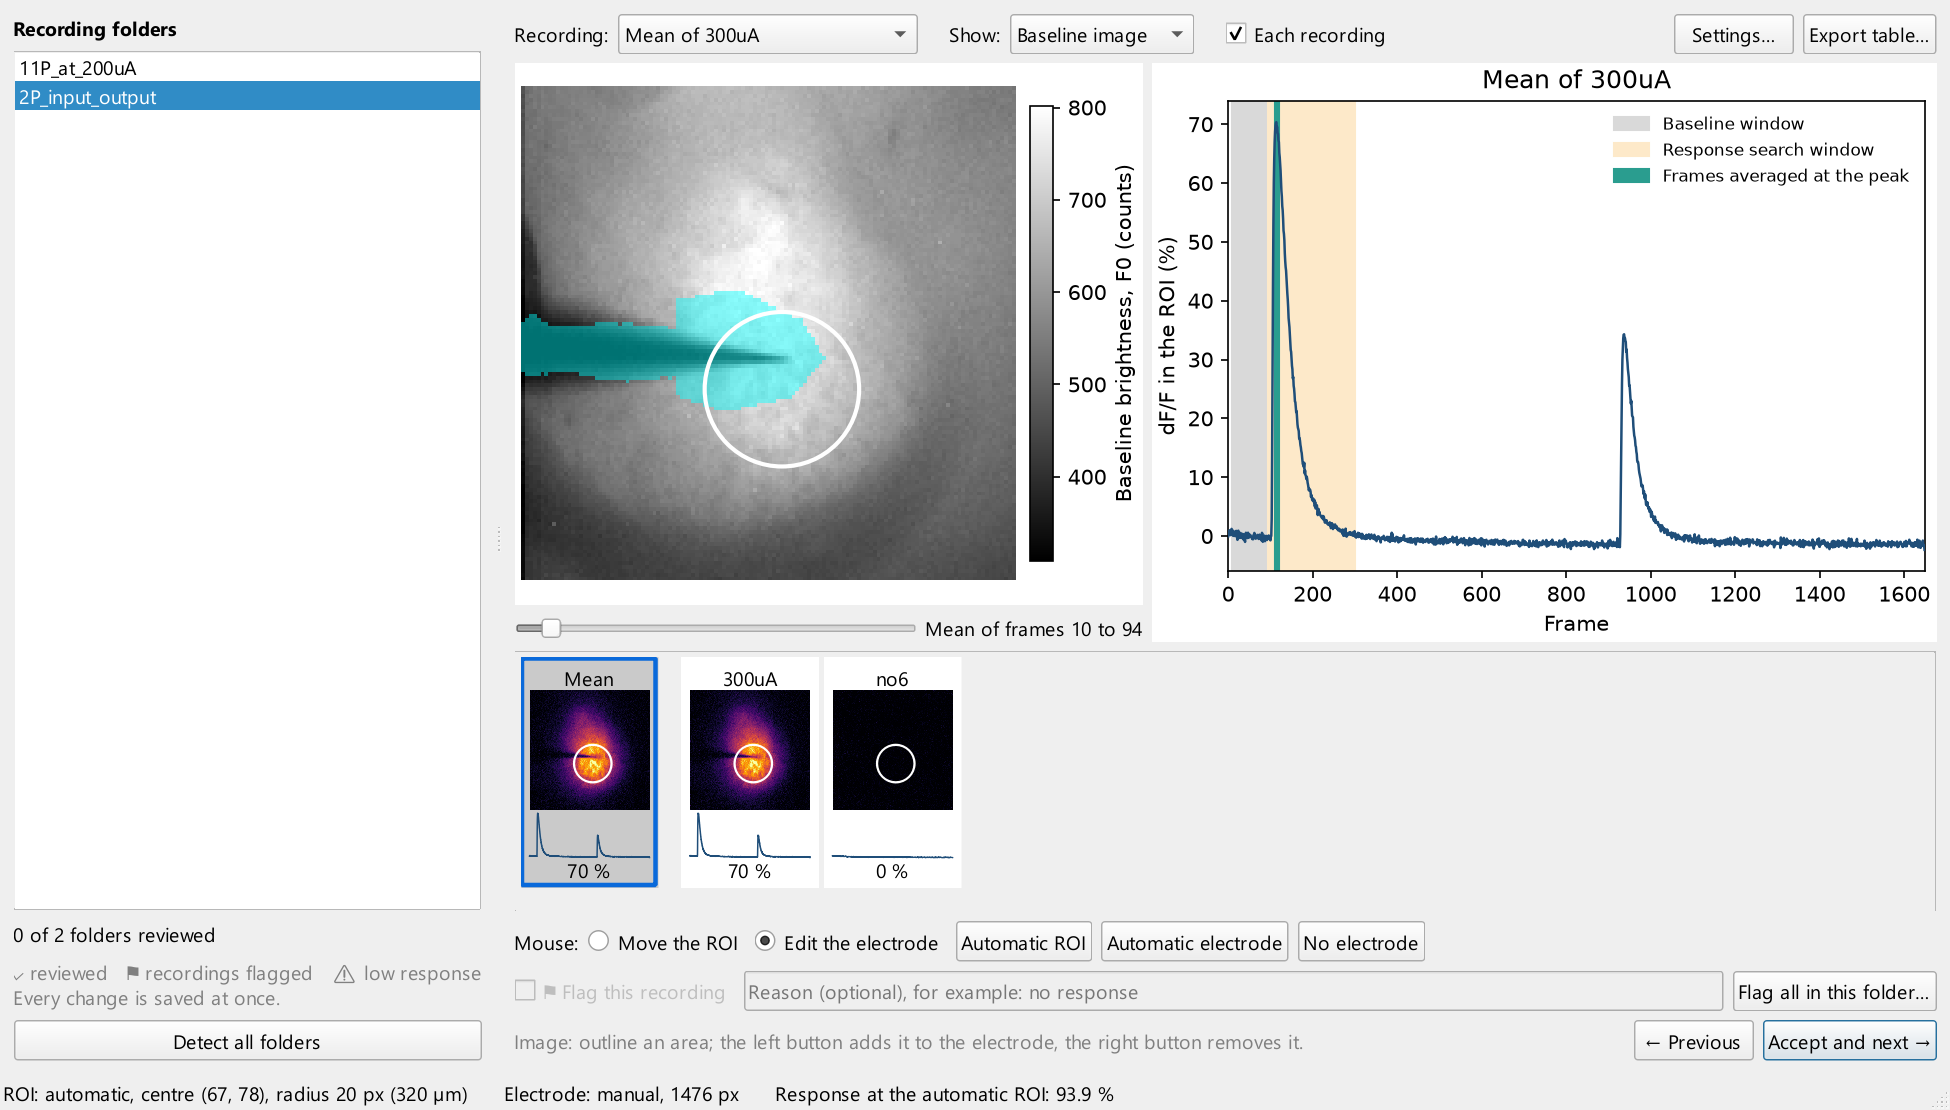 Recording folders
11P_at_200uA
2P_input_output
0 of 2 folders reviewed
✓ reviewed ⚑ recordings flagged ⚠ low response
Every change is saved at once.
Detect all folders
Recording: Mean of 300uA Show: Baseline image ✓ Each recording Settings... Export table...
800
700
600
500
400
Baseline brightness, F0 (counts)
Mean of frames 10 to 94
Mean of 300uA
Baseline window
Response search window
Frames averaged at the peak
70
60
50
40
30
20
10
0
dF/F in the ROI (%)
0 200 400 600 800 1000 1200 1400 1600
Frame
Mean 300uA no6
70 % 70 % 0 %
Mouse: Move the ROI Edit the electrode Automatic ROI Automatic electrode No electrode
⚑ Flag this recording Reason (optional), for example: no response Flag all in this folder...
Image: outline an area; the left button adds it to the electrode, the right button removes it. ← Previous Accept and next →
ROI: automatic, centre (67, 78), radius 20 px (320 µm) Electrode: manual, 1476 px Response at the automatic ROI: 93.9 %